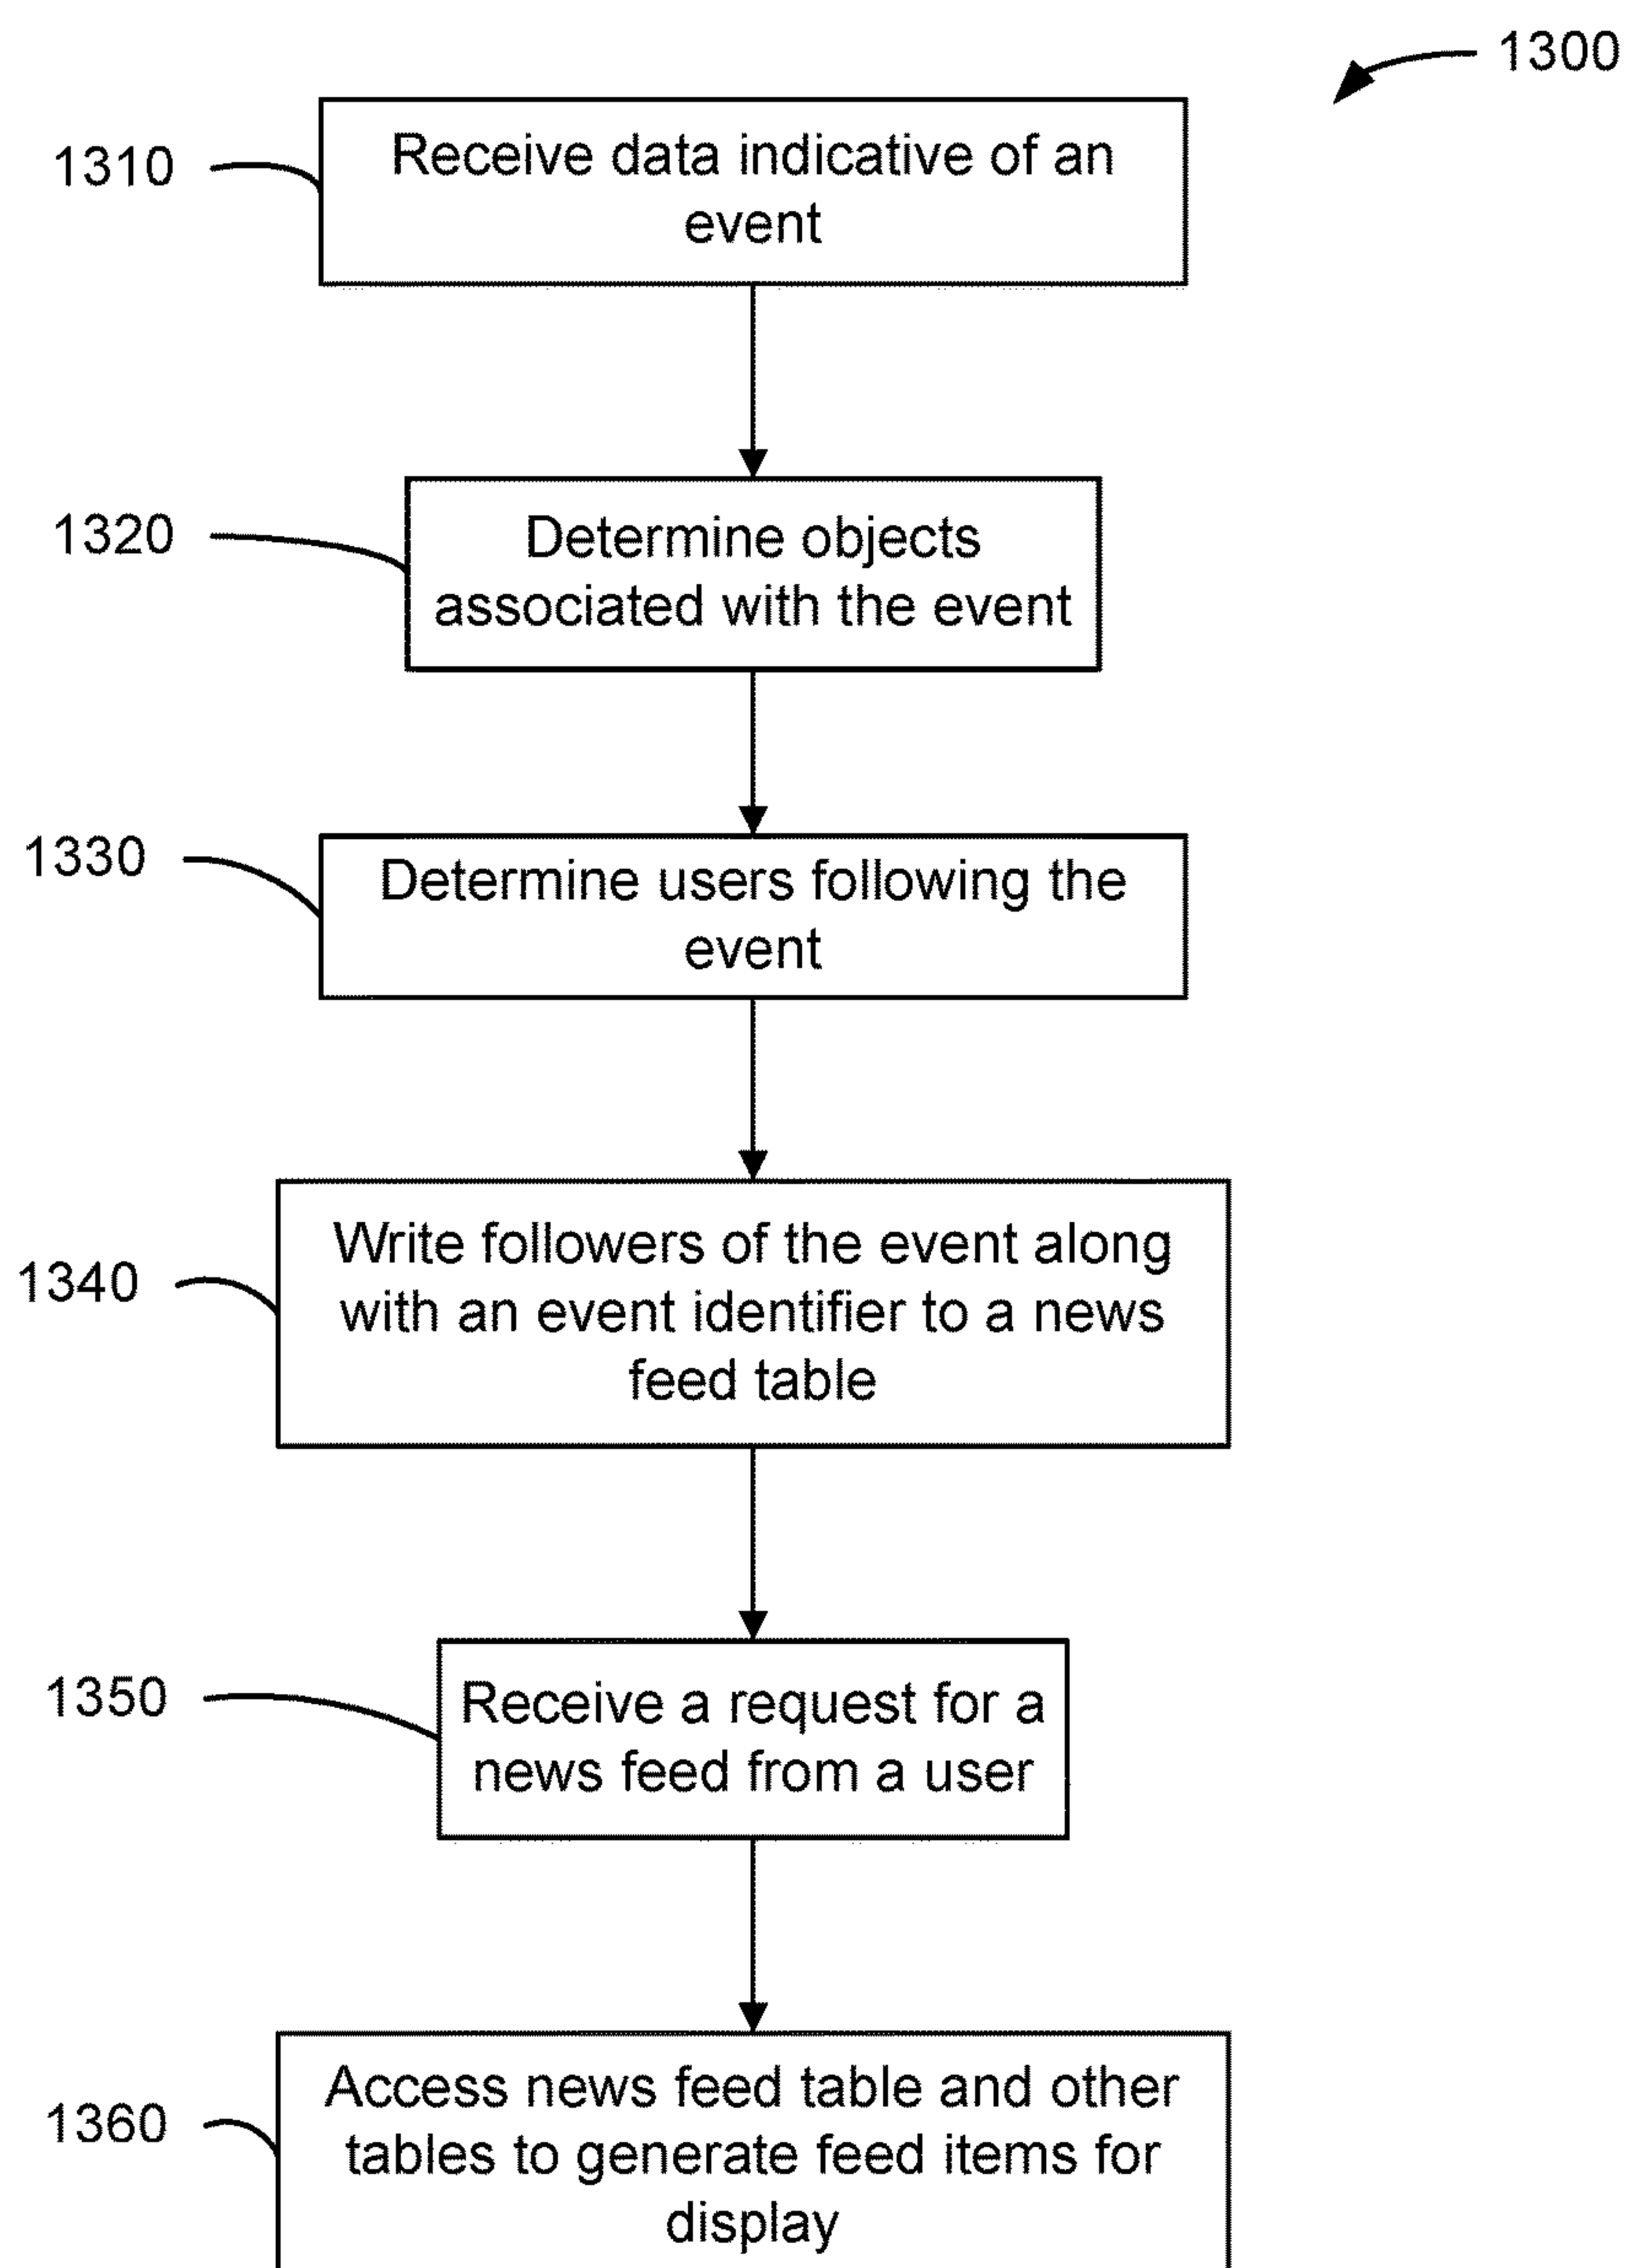 1300
1310
Receive data indicative of an
event
1320
Determine objects
associated with the event
1330
Determine users following the
event
1340
Write followers of the event along
with an event identifier to a news
feed table
1350
Receive a request for a
news feed from a user
1360
Access news feed table and other
tables to generate feed items for
display